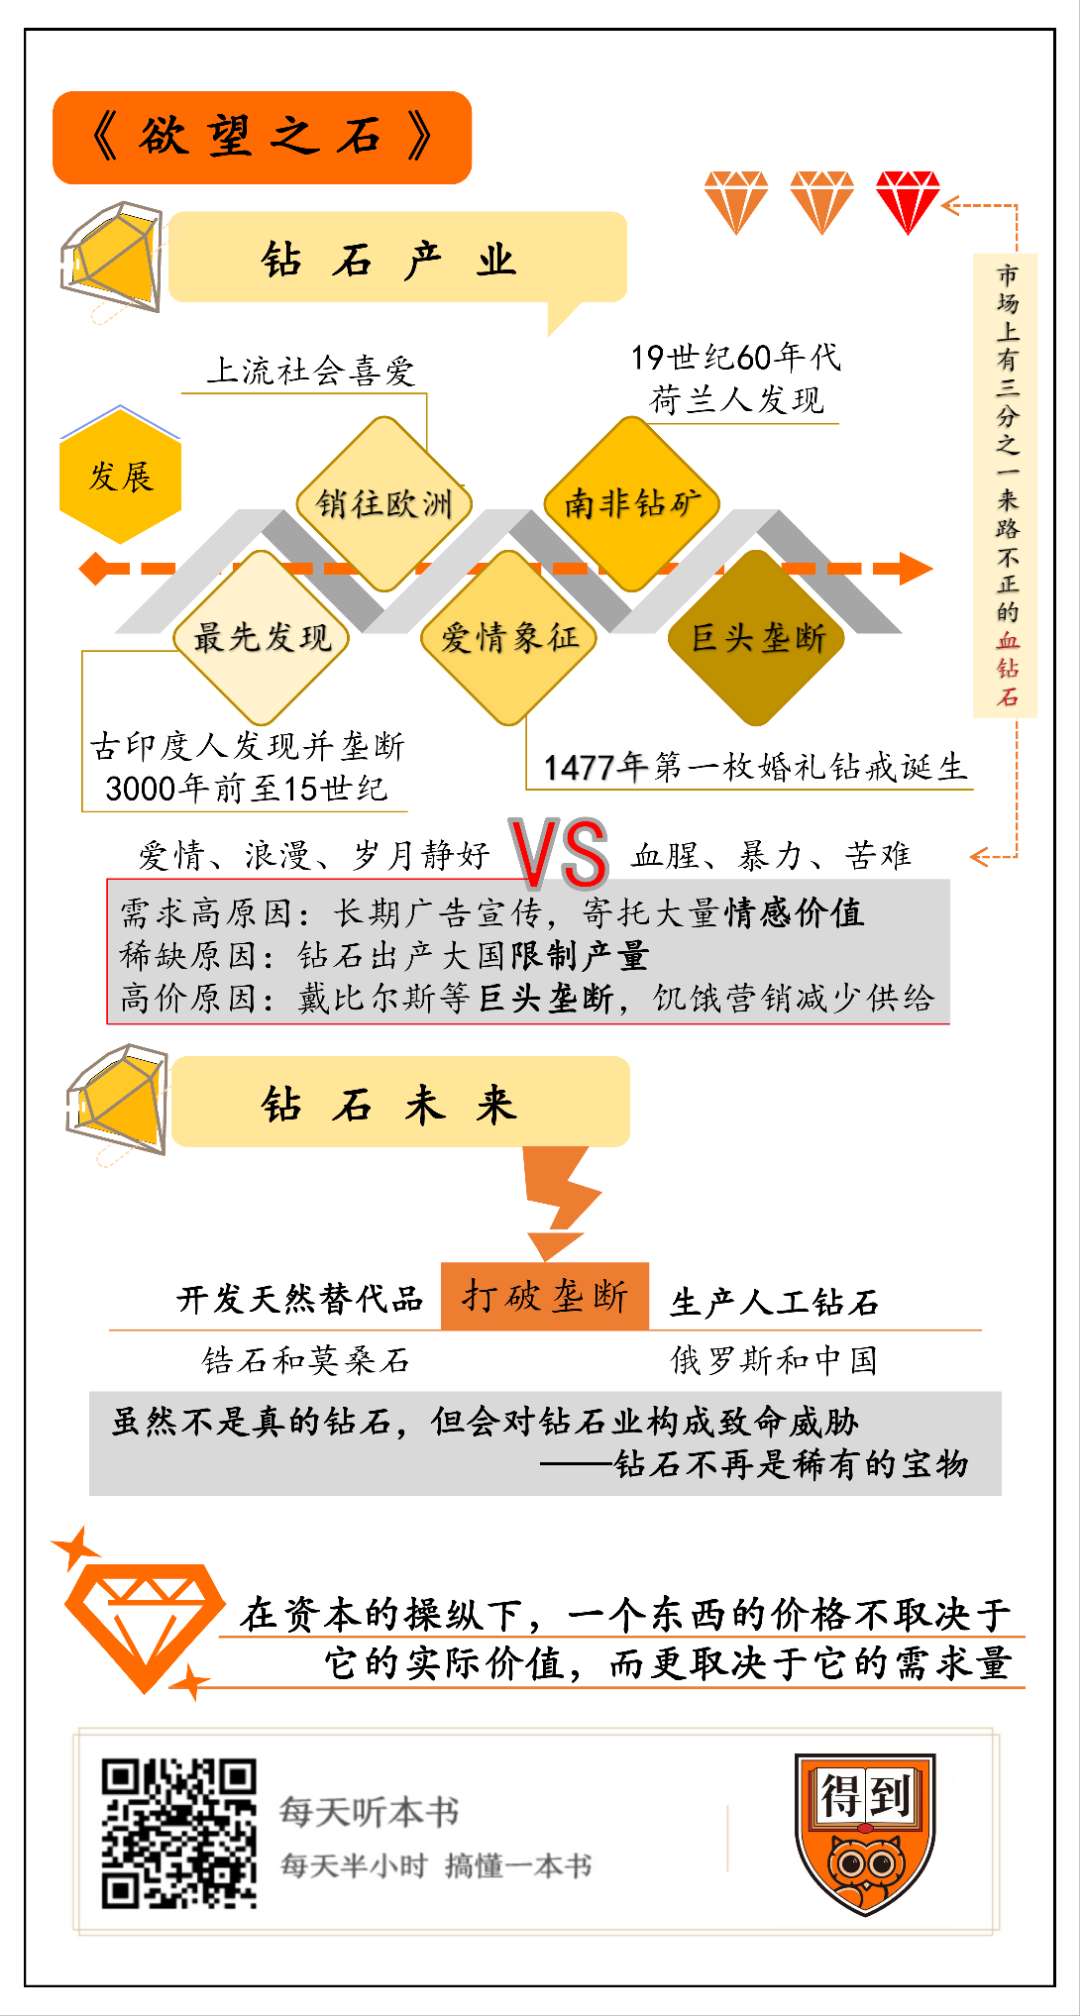 《欲望之石》
钻石产业
市场上有三分之一来路不正的血钻石
上流社会喜爱
19世纪60年代
荷兰人发现
发展
销往欧洲
南非钻矿
最先发现
爱情象征
巨头垄断
古印度人发现并垄断
3000年前至15世纪
1477年第一枚婚礼钻戒诞生
爱情、浪漫、岁月静好 VS 血腥、暴力、苦难
需求高原因：长期广告宣传，寄托大量情感价值
稀缺原因：钻石出产大国限制产量
高价原因：戴比尔斯等巨头垄断，饥饿营销减少供给
钻石未来
开发天然替代品 打破垄断 生产人工钻石
锆石和莫桑石 俄罗斯和中国
虽然不是真的钻石，但会对钻石业构成致命威胁
——钻石不再是稀有的宝物
在资本的操纵下，一个东西的价格不取决于
它的实际价值，而更取决于它的需求量
每天听本书
每天半小时 搞懂一本书
得到